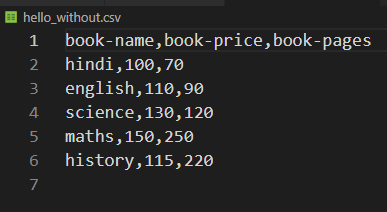 hello_without.csv
1 book-name,book-price,book-pages
2 hindi,100,70
3 english,110,90
4 science,130,120
5 maths,150,250
6 history,115,220
7